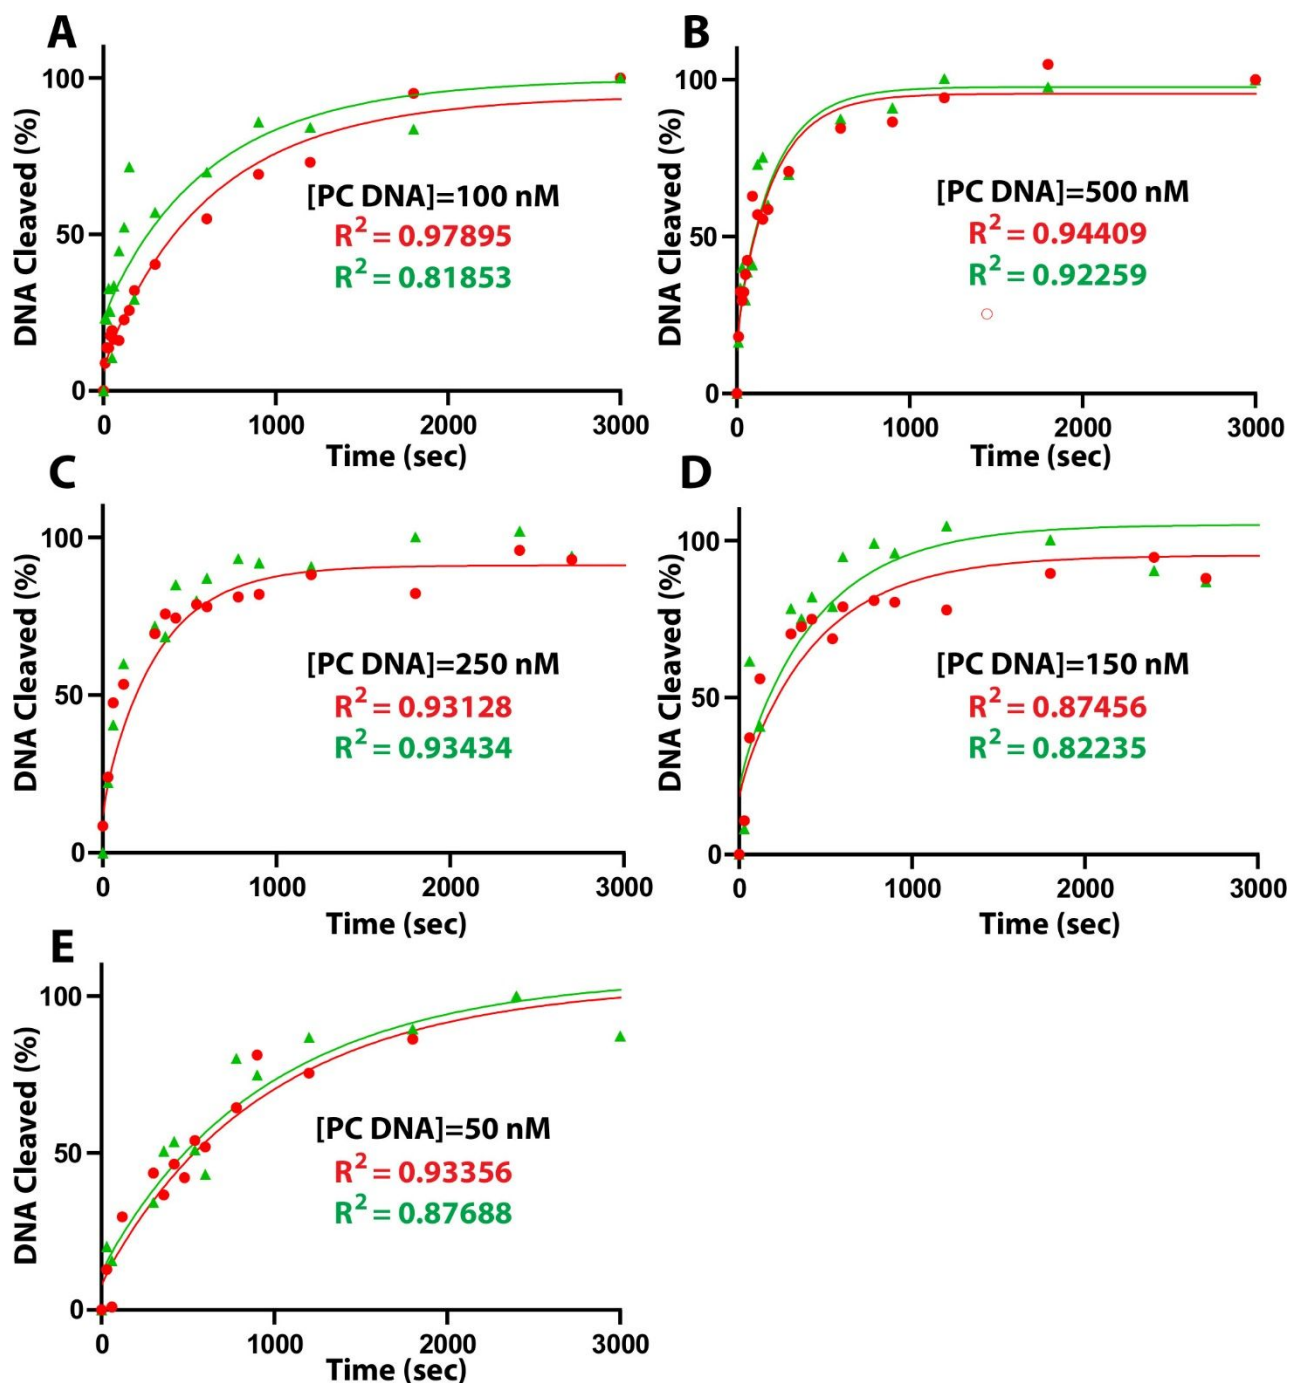 A
100
50
0
DNA Cleaved (%)
[PC DNA]=100 nM
R² = 0.97895
R² = 0.81853
0 1000 2000 3000
Time (sec)
B
100
50
0
DNA Cleaved (%)
[PC DNA]=500 nM
R² = 0.94409
R² = 0.92259
0 1000 2000 3000
Time (sec)
C
100
50
0
DNA Cleaved (%)
[PC DNA]=250 nM
R² = 0.93128
R² = 0.93434
0 1000 2000 3000
Time (sec)
D
100
50
0
DNA Cleaved (%)
[PC DNA]=150 nM
R² = 0.87456
R² = 0.82235
0 1000 2000 3000
Time (sec)
E
100
50
0
DNA Cleaved (%)
[PC DNA]=50 nM
R² = 0.93356
R² = 0.87688
0 1000 2000 3000
Time (sec)